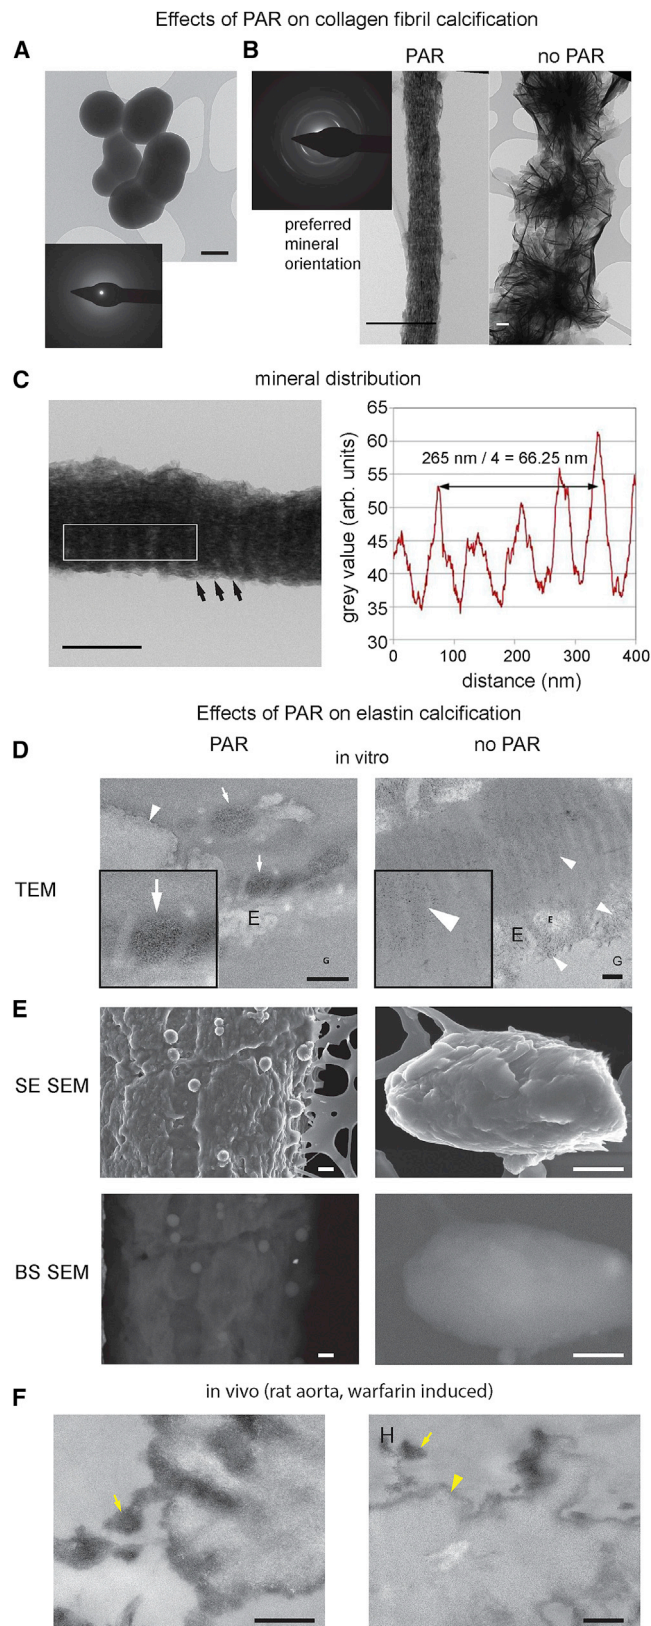 Effects of PAR on collagen fibril calcification
A
B
PAR
no PAR
preferred
mineral
orientation
C
mineral distribution
65
60
55
50
45
40
35
30
265 nm / 4 = 66.25 nm
grey value (arb. units)
0
100
200
300
400
distance (nm)
Effects of PAR on elastin calcification
PAR
no PAR
D
in vitro
TEM
E
G
E
E
G
E
SE SEM
BS SEM
in vivo (rat aorta, warfarin induced)
F
H